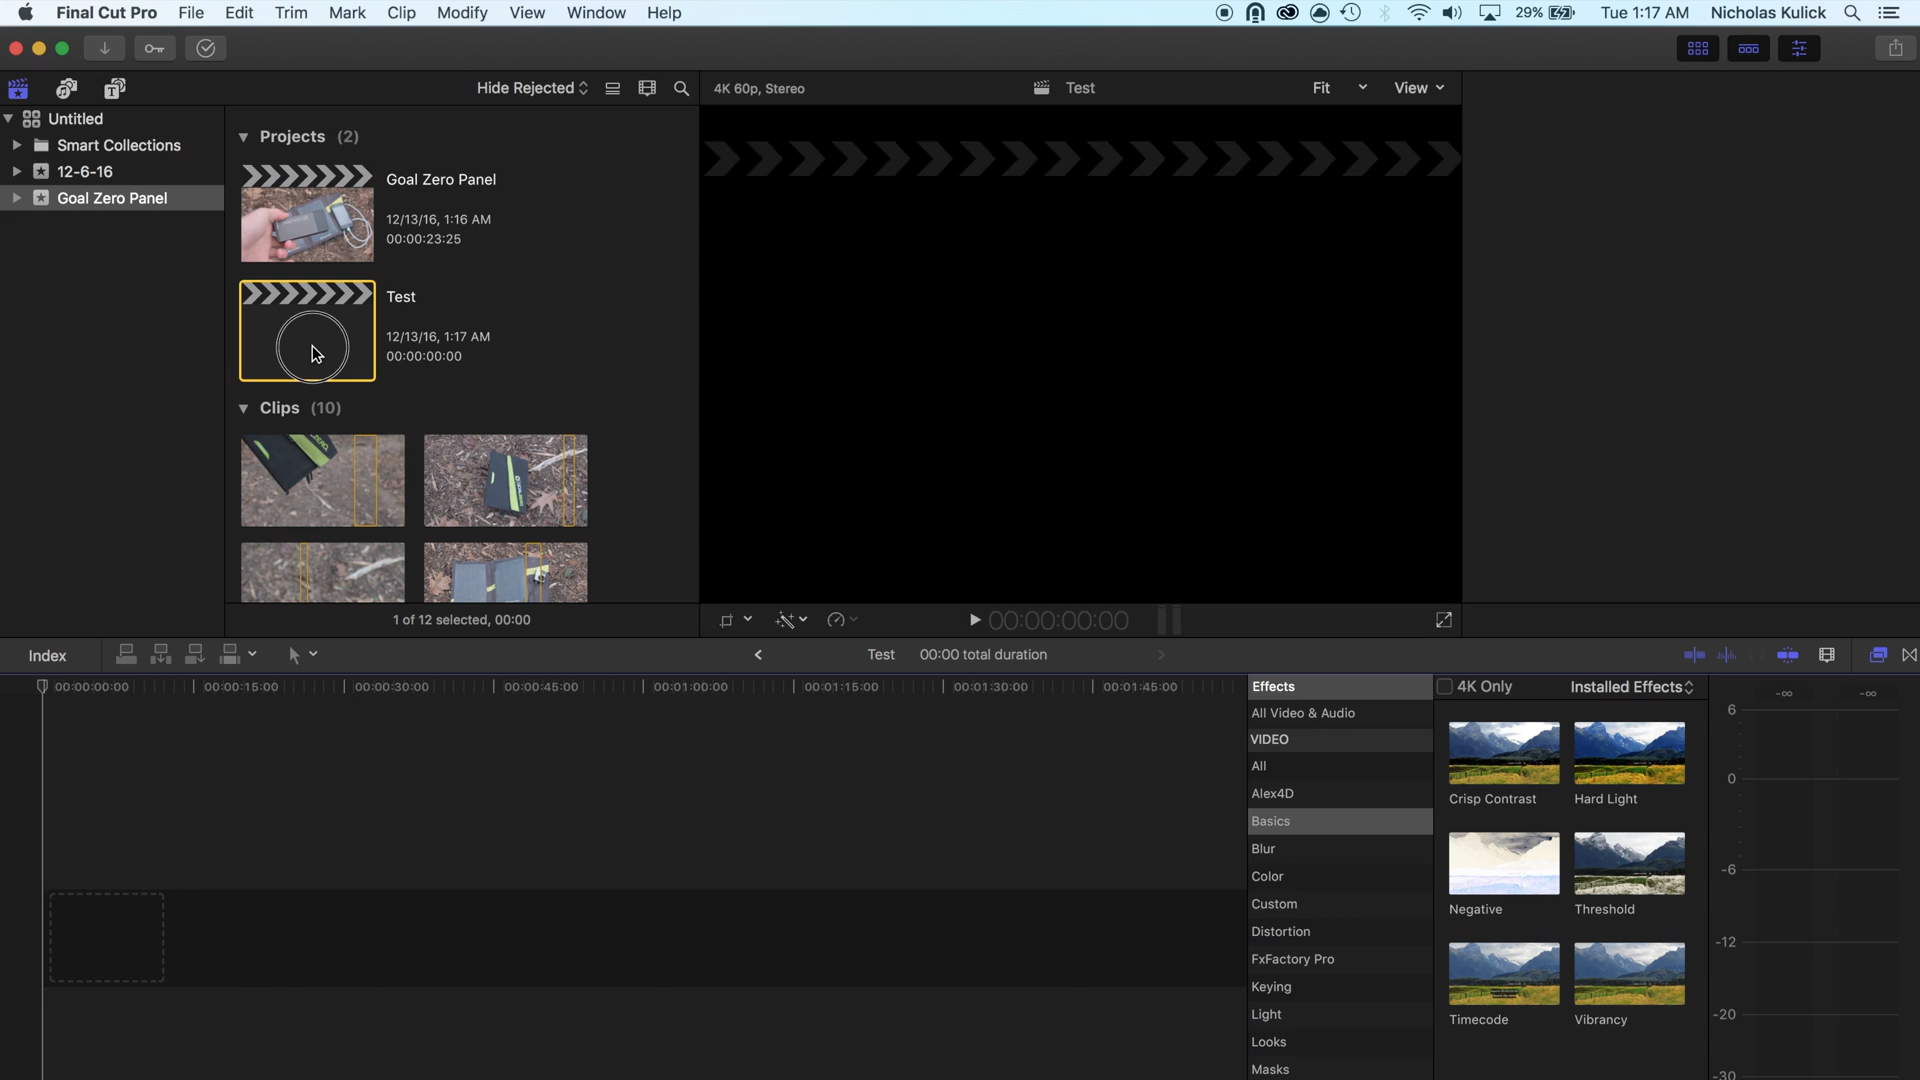 Final Cut Pro File Edit Trim Mark Clip Modify View Window Help 29% Tue 1:17 AM Nicholas Kulick
Hide Rejected 4K 60p, Stereo Test Fit View
Untitled
Smart Collections
12-6-16
Goal Zero Panel
Projects (2)
Goal Zero Panel
12/13/16, 1:16 AM
00:00:23:25
Test
12/13/16, 1:17 AM
00:00:00:00
Clips (10)
1 of 12 selected, 00:00
00:00:00:00
Index Test 00:00 total duration
00:00:00:00 00:00:15:00 00:00:30:00 00:00:45:00 00:01:00:00 00:01:15:00 00:01:30:00 00:01:45:00
Effects
All Video & Audio
VIDEO
All
Alex4D
Basics
Blur
Color
Custom
Distortion
FxFactory Pro
Keying
Light
Looks
Masks
4K Only Installed Effects
Crisp Contrast Hard Light
Negative Threshold
Timecode Vibrancy
-∞ -∞
6
0
-6
-12
-20
-30